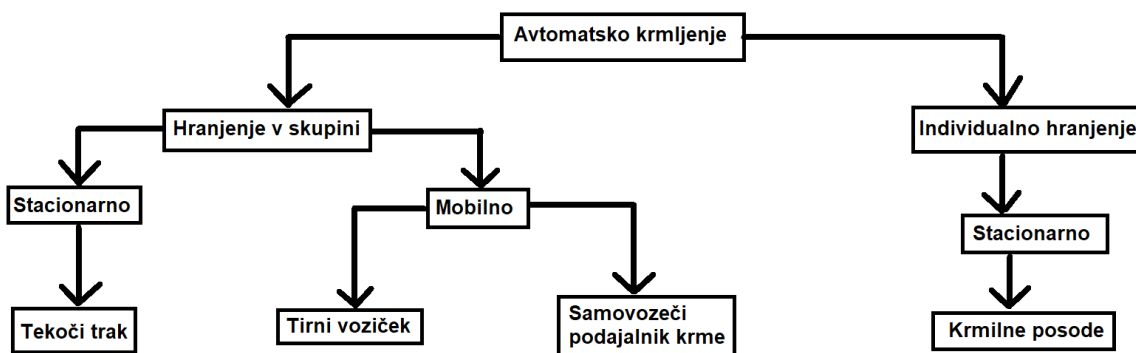 Avtomatsko krmljenje
Hranjenje v skupini
Individualno hranjenje
Stacionarno
Mobilno
Stacionarno
Tekoči trak
Tirni voziček
Samovozeči
podajalnik krme
Krmilne posode